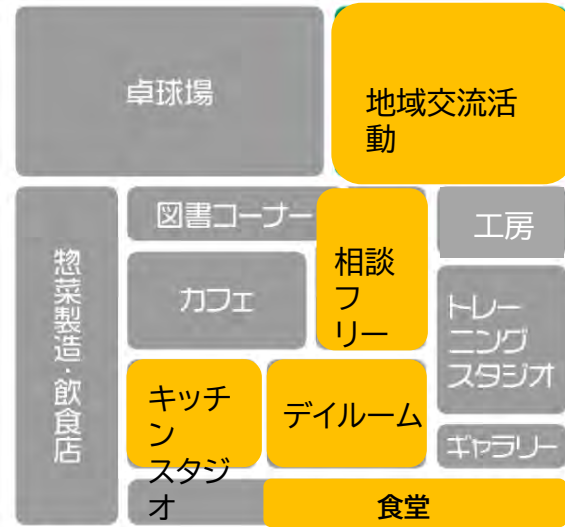 卓球場
地域交流活
動
図書コーナー
工房
惣菜製造・飲食店
相談
フ
リー
カフェ
トレー
ニング
スタジオ
キッチ
ン
スタジ
オ
デイルーム
ギャラリー
食堂